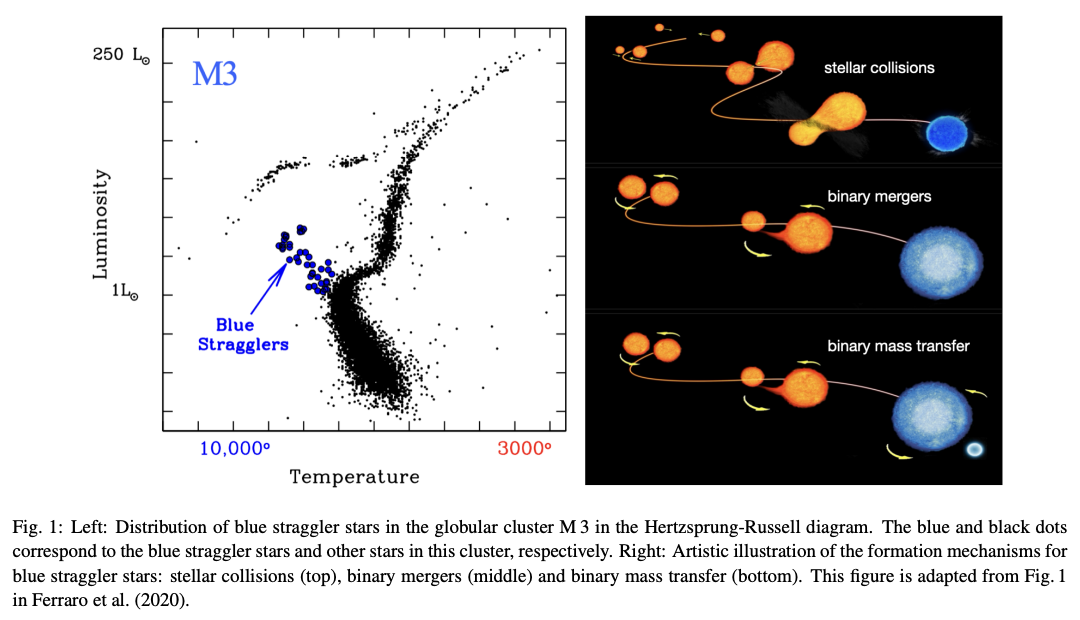 250 L⊙
M3
Luminosity
1L⊙
Blue
Stragglers
10,000°
3000°
Temperature
stellar collisions
binary mergers
binary mass transfer
Fig. 1: Left: Distribution of blue straggler stars in the globular cluster M 3 in the Hertzsprung-Russell diagram. The blue and black dots
correspond to the blue straggler stars and other stars in this cluster, respectively. Right: Artistic illustration of the formation mechanisms for
blue straggler stars: stellar collisions (top), binary mergers (middle) and binary mass transfer (bottom). This figure is adapted from Fig. 1
in Ferraro et al. (2020).